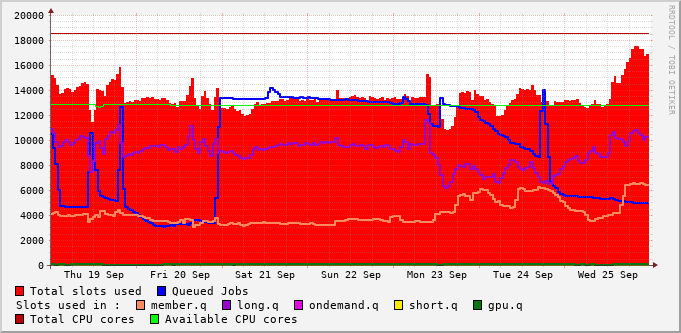 20000
18000
16000
14000
12000
10000
8000
6000
4000
2000
0
Thu 19 Sep Fri 20 Sep Sat 21 Sep Sun 22 Sep Mon 23 Sep Tue 24 Sep Wed 25 Sep
RRDTOOL / TOBI OETIKER
Total slots used Queued Jobs
Slots used in : member.q long.q ondemand.q short.q gpu.q
Total CPU cores Available CPU cores